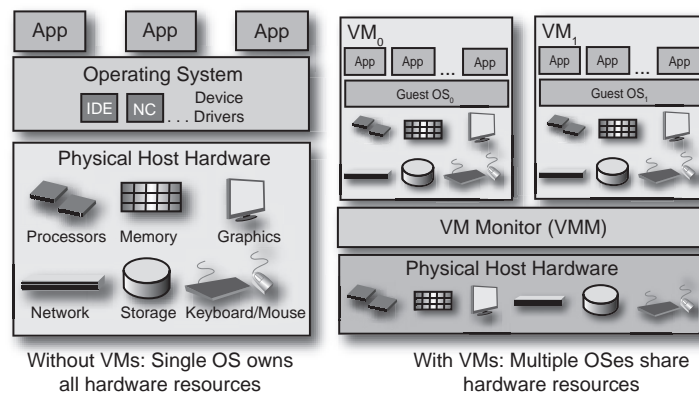 App App App
Operating System
IDE NC . . . Device
Drivers
Physical Host Hardware
Processors Memory Graphics
Network Storage Keyboard/Mouse
Without VMs: Single OS owns
all hardware resources
VM0
App App ... App
Guest OS0
VM1
App App ... App
Guest OS1
VM Monitor (VMM)
Physical Host Hardware
With VMs: Multiple OSes share
hardware resources